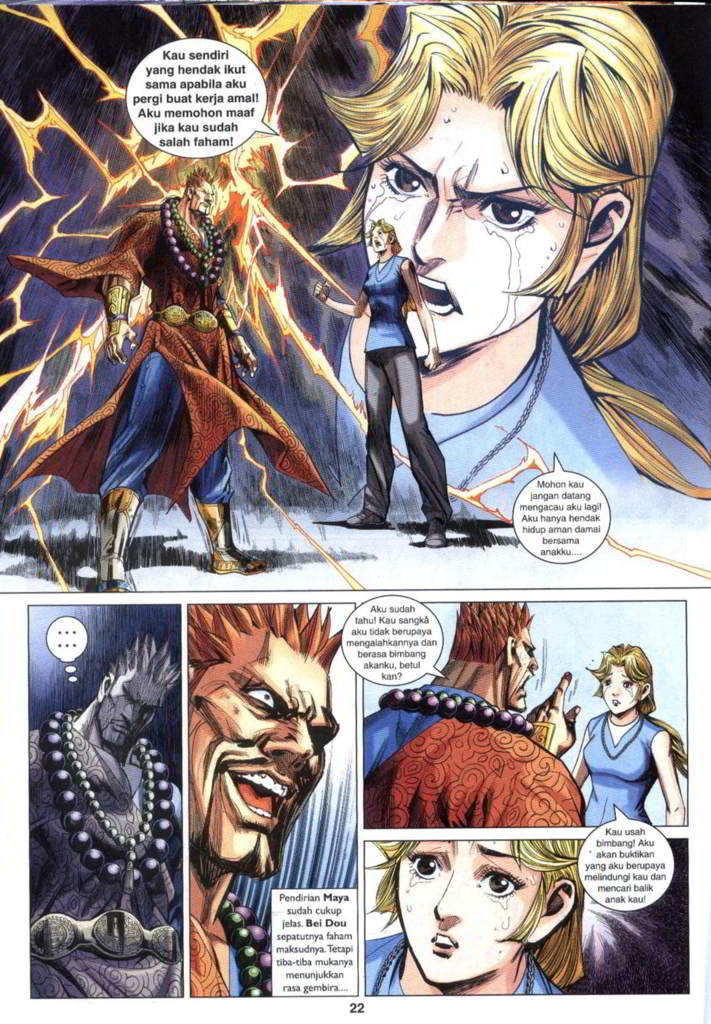 Kau sendiri
yang hendak ikut
sama apabila aku
pergi buat kerja amal!
Aku memohon maaf
jika kau sudah
salah faham!
Mohon kau
jangan datang
mengacau aku lagi!
Aku hanya hendak
hidup aman damai
bersama
anakku....
... ...
Pendirian Maya
sudah cukup
jelas. Bei Dou
sepatutnya faham
maksudnya. Tetapi
tiba-tiba mukanya
menunjukkan
rasa gembira....
Aku sudah
tahu! Kau sangka
aku tidak berupaya
mengalahkannya dan
berasa bimbang
akanku, betul
kan?
Kau usah
bimbang! Aku
akan buktikan
yang aku berupaya
melindungi kau dan
mencari balik
anak kau!
22